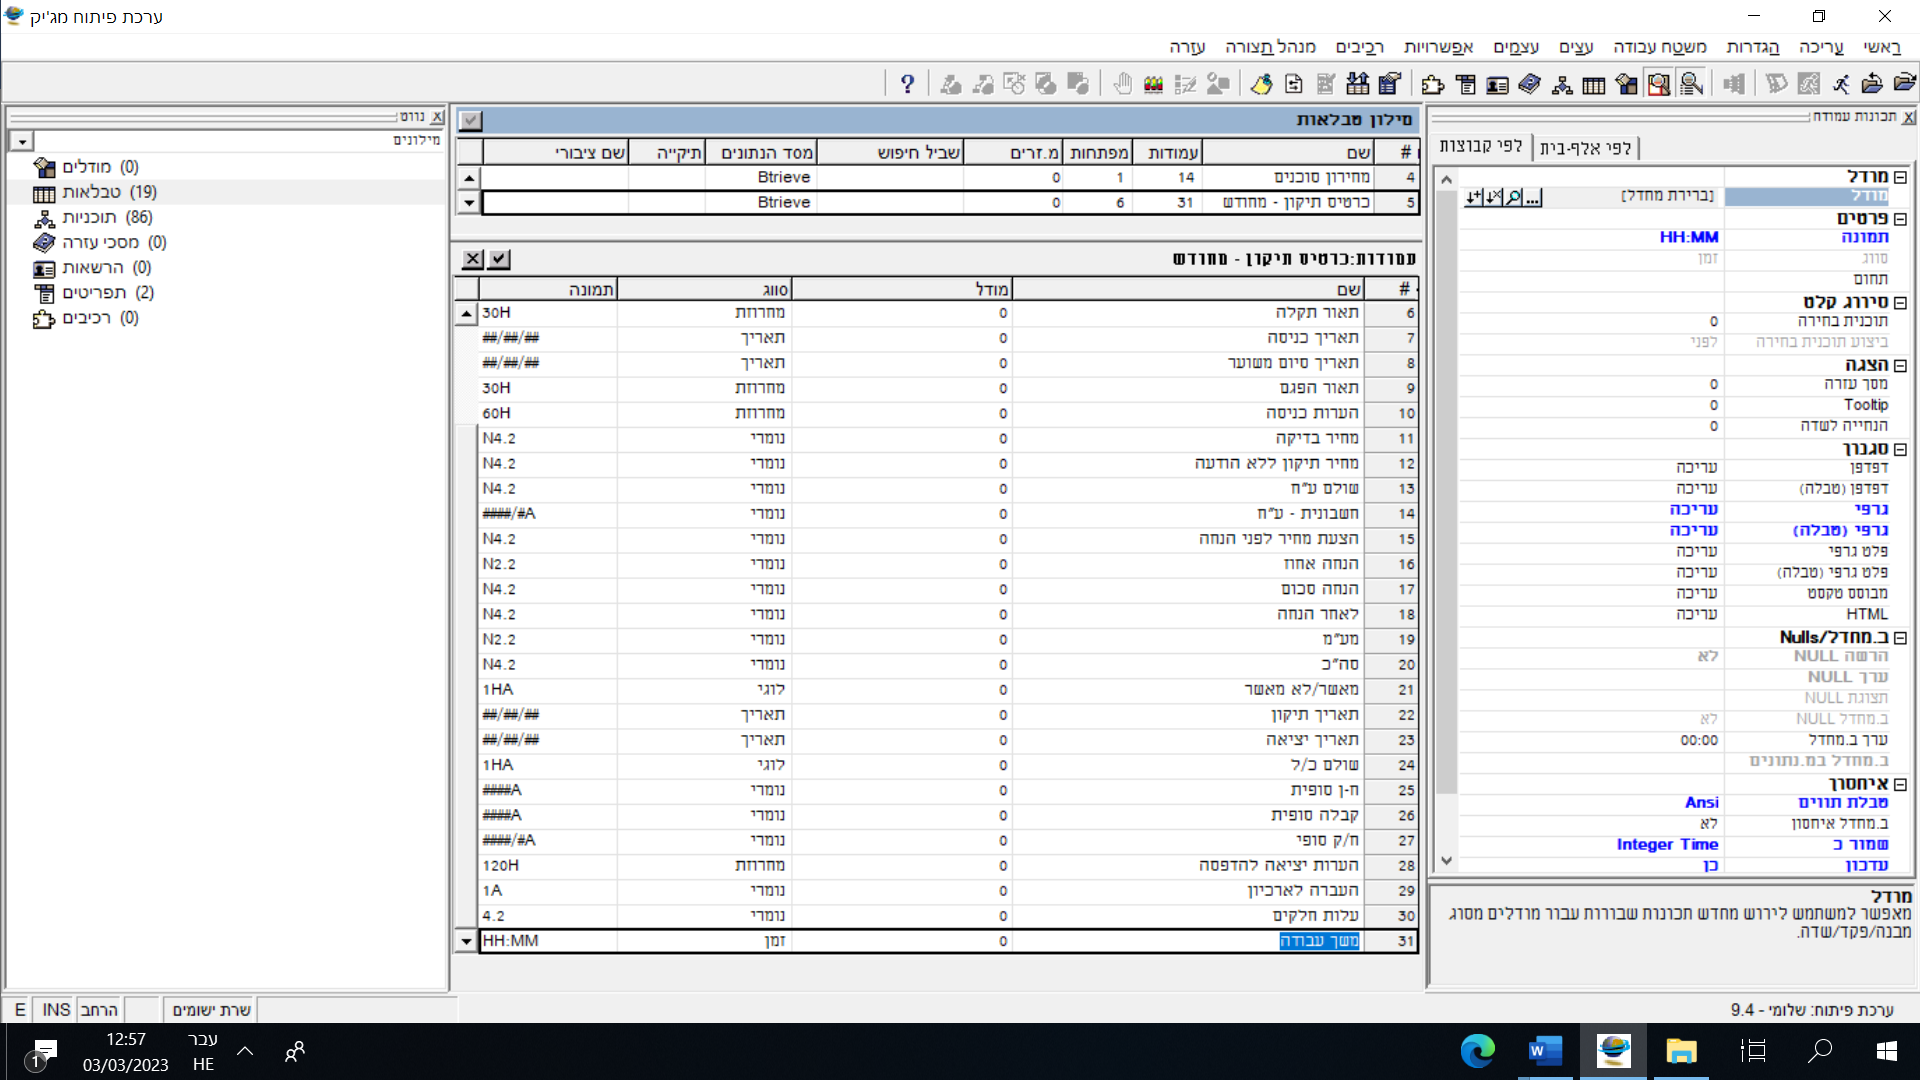 ערכת פיתוח מג'יק
ראשי עריכה הגדרות משטח עבודה עצים עצמים אפשרויות רכיבים מנהל תצורה עזרה
תכונות עמודה
לפי קבוצות לפי אלף-בית
מודל
מודל [ברירת מחדל]
פרטים
תמונה HH:MM
סווג זמן
תחום
סירוג קלט
תוכנית בחירה 0
ביצוע תוכנית בחירה לפני
הצגה
מסך עזרה 0
Tooltip 0
הנחייה לשדה 0
סגנון
דפדפן עריכה
דפדפן (טבלה) עריכה
גרפי עריכה
גרפי (טבלה) עריכה
פלט גרפי עריכה
פלט גרפי (טבלה) עריכה
מבוסס טקסט עריכה
HTML עריכה
ב.מחדל/Nulls
הרשה NULL לא
ערך NULL
תצוגת NULL
ב.מחדל NULL לא
ערך ב.מחדל 00:00
ב.מחדל במ.נתונים
איחסון
טבלת תווים Ansi
ב.מחדל איחסון לא
שמור כ Integer Time
עדכון כן
מודל
מאפשר למשתמש לירוש מחדש תכונות שבורות עבור מודלים מסוג
מבנה/פקד/שדה.
מילון טבלאות
# שם עמודות מפתחות מ.זרים שביל חיפוש מסד הנתונים תיקייה שם ציבורי
4 מחירון סוכנים 14 1 0 Btrieve
5 כרטיס תיקון - מחודש 31 6 0 Btrieve
עמודות:כרטיס תיקון - מחודש
# שם מודל סווג תמונה
6 תאור תקלה 0 מחרוזת 30H
7 תאריך כניסה 0 תאריך ##/##/##
8 תאריך סיום משוער 0 תאריך ##/##/##
9 תאור הפגם 0 מחרוזת 30H
10 הערות כניסה 0 מחרוזת 60H
11 מחיר בדיקה 0 נומרי N4.2
12 מחיר תיקון ללא הודעה 0 נומרי N4.2
13 שולם ע"ח 0 נומרי N4.2
14 חשבונית - ע"ח 0 נומרי ####/#A
15 הצעת מחיר לפני הנחה 0 נומרי N4.2
16 הנחה אחוז 0 נומרי N2.2
17 הנחה סכום 0 נומרי N4.2
18 לאחר הנחה 0 נומרי N4.2
19 מע"מ 0 נומרי N2.2
20 סה"כ 0 נומרי N4.2
21 מאשר/לא מאשר 0 לוגי 1HA
22 תאריך תיקון 0 תאריך ##/##/##
23 תאריך יציאה 0 תאריך ##/##/##
24 שולם כ/ל 0 לוגי 1HA
25 ח-ן סופית 0 נומרי ####A
26 קבלה סופית 0 נומרי ####A
27 ח/ק סופי 0 נומרי ####/#A
28 הערות יציאה להדפסה 0 מחרוזת 120H
29 העברה לארכיון 0 נומרי 1A
30 עלות חלקים 0 נומרי 4.2
31 משך עבודה 0 זמן HH:MM
נווט
מילונים
מודלים (0)
טבלאות (19)
תוכניות (86)
מסכי עזרה (0)
הרשאות (0)
תפריטים (2)
רכיבים (0)
ערכת פיתוח: שלומי - 9.4
שרת ישומים הרחב INS E
עבר
HE
12:57
03/03/2023
1